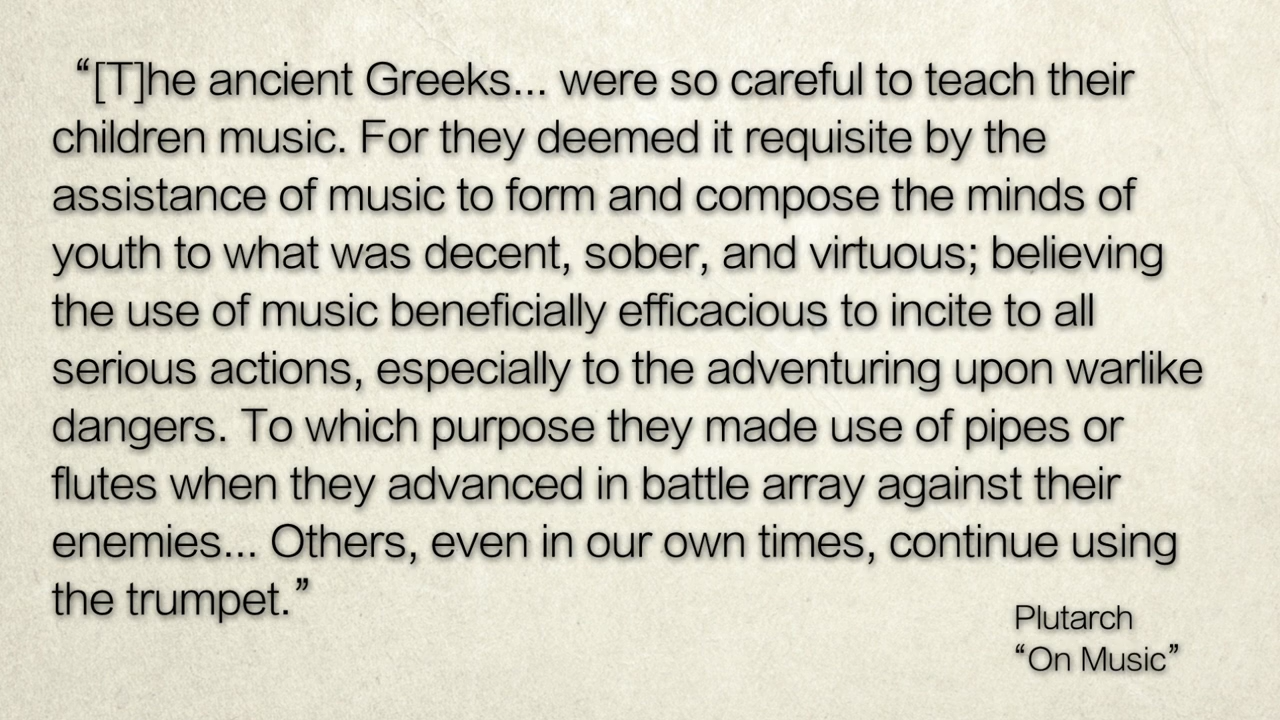 “[T]he ancient Greeks... were so careful to teach their
children music. For they deemed it requisite by the
assistance of music to form and compose the minds of
youth to what was decent, sober, and virtuous; believing
the use of music beneficially efficacious to incite to all
serious actions, especially to the adventuring upon warlike
dangers. To which purpose they made use of pipes or
flutes when they advanced in battle array against their
enemies... Others, even in our own times, continue using
the trumpet.”
Plutarch
“On Music”